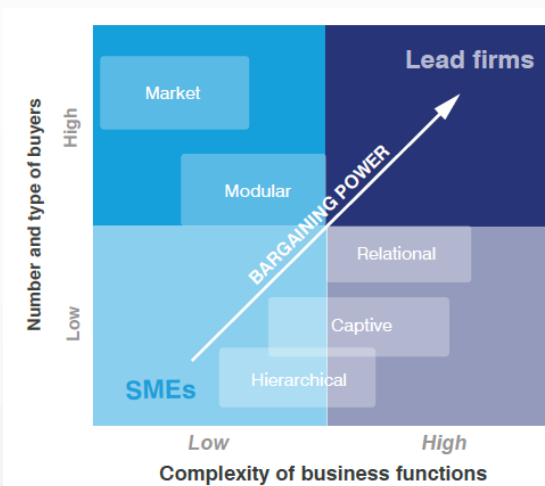 Lead firms
Market
Modular
BARGAINING POWER
Relational
Captive
Hierarchical
SMEs
Number and type of buyers
High
Low
Low
High
Complexity of business functions